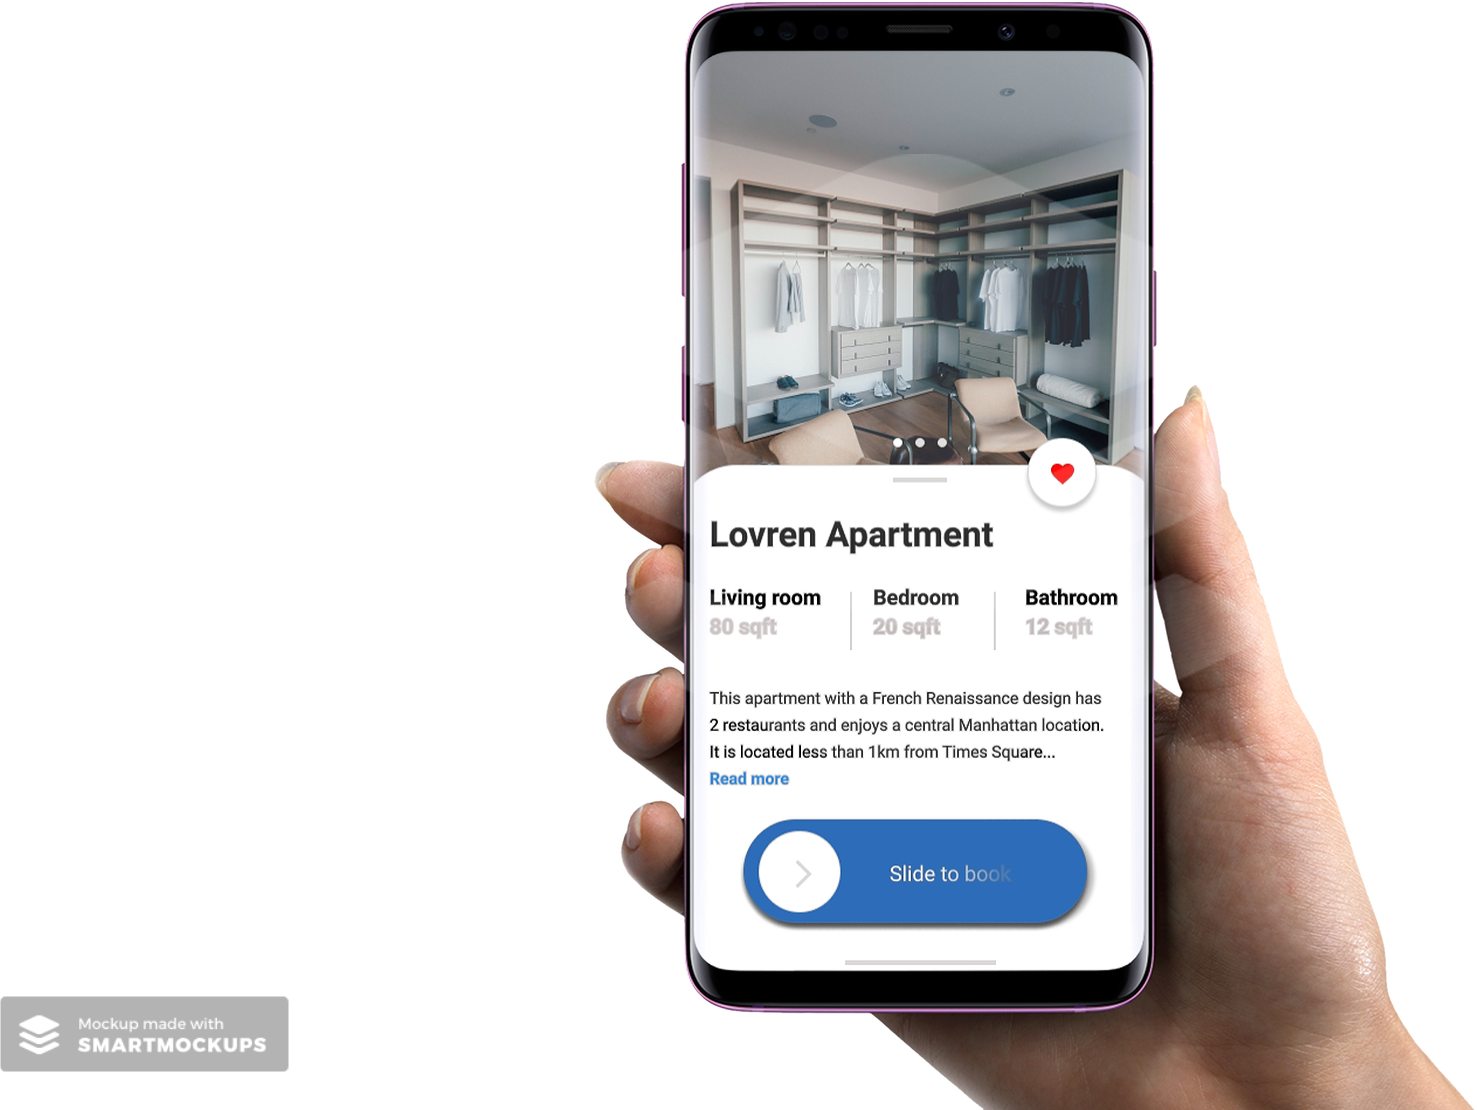 Lovren Apartment
Living room
Bedroom
Bathroom
80 sqft
20 sqft
12 sqft
This apartment with a French Renaissance design has
2 restaurants and enjoys a central Manhattan location.
It is located less than 1km from Times Square...
Read more
Slide to book
Mockup made with
SMARTMOCKUPS